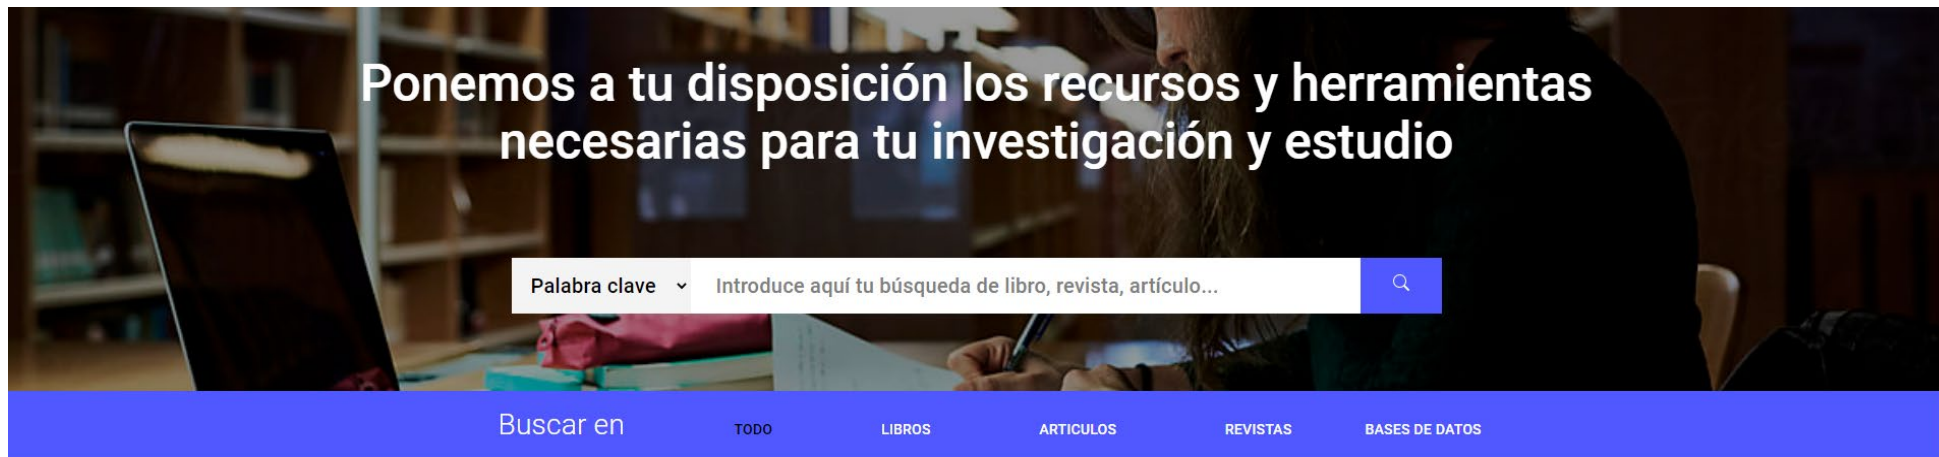 Ponemos a tu disposición los recursos y herramientas
necesarias para tu investigación y estudio
Palabra clave Introduce aquí tu búsqueda de libro, revista, artículo...
Buscar en TODO LIBROS ARTICULOS REVISTAS BASES DE DATOS